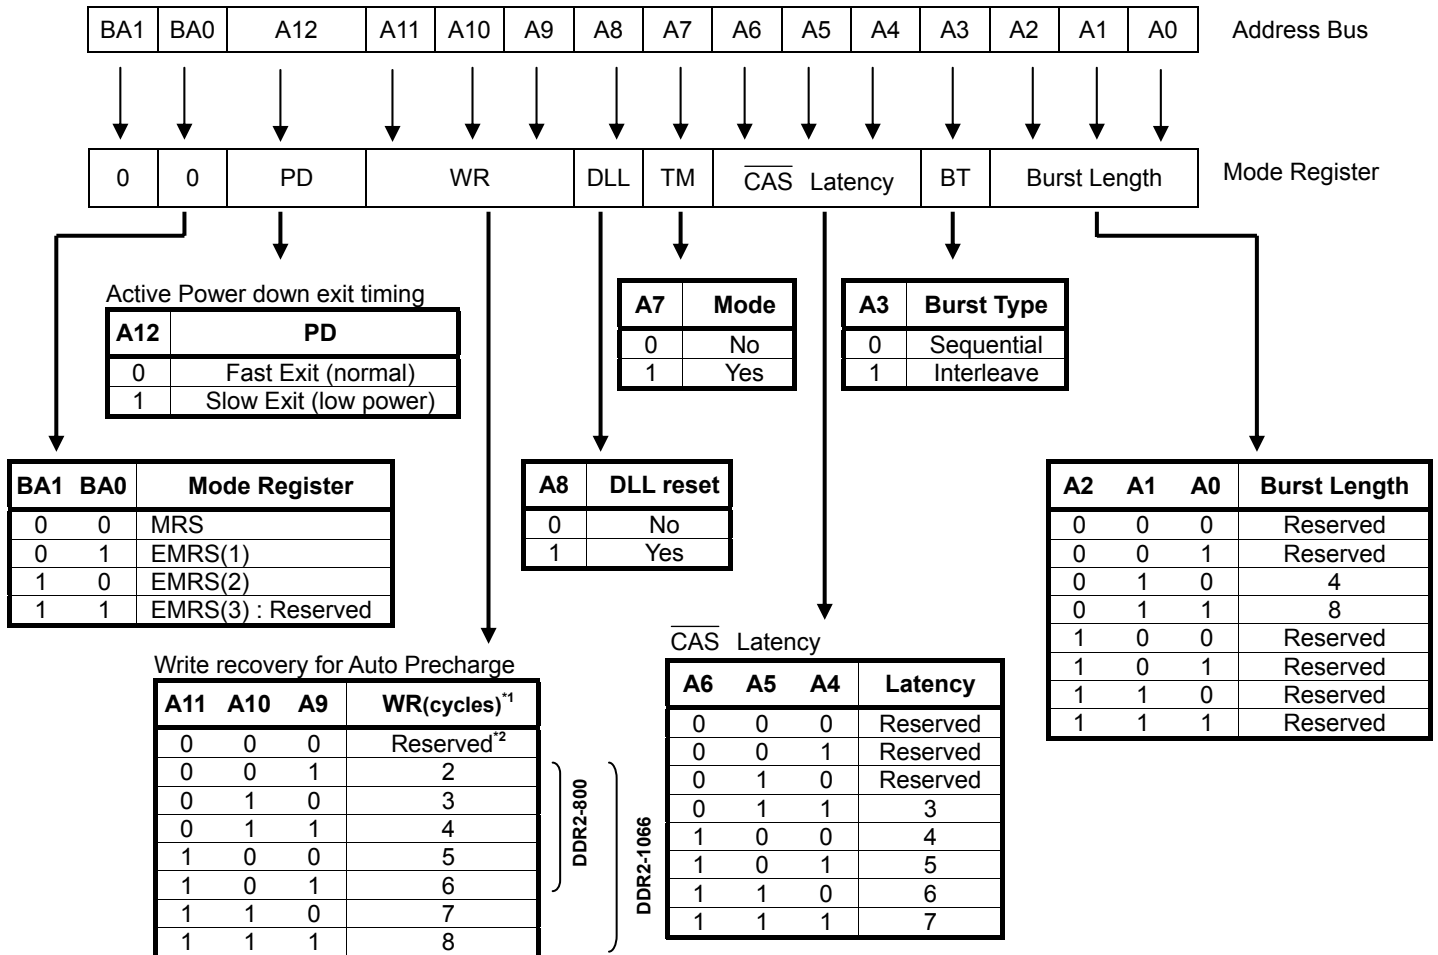 BA1 BA0 A12 A11 A10 A9 A8 A7 A6 A5 A4 A3 A2 A1 A0 Address Bus
0 0 PD WR DLL TM CAS Latency BT Burst Length Mode Register
Active Power down exit timing
A12 PD
0 Fast Exit (normal)
1 Slow Exit (low power)
A7 Mode
0 No
1 Yes
A3 Burst Type
0 Sequential
1 Interleave
BA1 BA0 Mode Register
0 0 MRS
0 1 EMRS(1)
1 0 EMRS(2)
1 1 EMRS(3) : Reserved
A8 DLL reset
0 No
1 Yes
A2 A1 A0 Burst Length
0 0 0 Reserved
0 0 1 Reserved
0 1 0 4
0 1 1 8
1 0 0 Reserved
1 0 1 Reserved
1 1 0 Reserved
1 1 1 Reserved
Write recovery for Auto Precharge
A11 A10 A9 WR(cycles)*1
0 0 0 Reserved*2
0 0 1 2
0 1 0 3
0 1 1 4
1 0 0 5
1 0 1 6
1 1 0 7
1 1 1 8
DDR2-800
DDR2-1066
CAS Latency
A6 A5 A4 Latency
0 0 0 Reserved
0 0 1 Reserved
0 1 0 Reserved
0 1 1 3
1 0 0 4
1 0 1 5
1 1 0 6
1 1 1 7